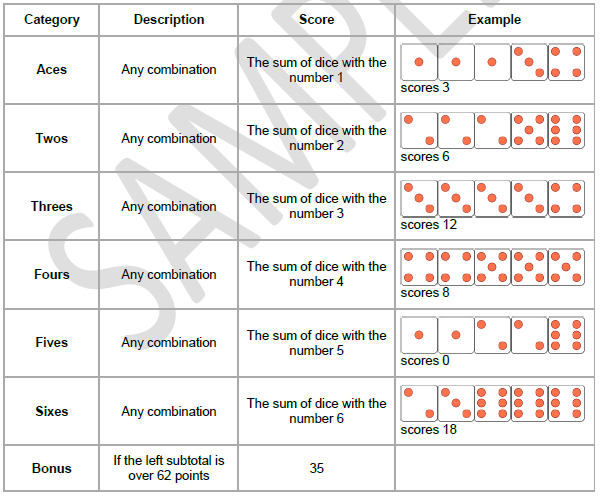 Category Description Score Example
Aces Any combination The sum of dice with the
number 1
scores 3
Twos Any combination The sum of dice with the
number 2
scores 6
Threes Any combination The sum of dice with the
number 3
scores 12
Fours Any combination The sum of dice with the
number 4
scores 8
Fives Any combination The sum of dice with the
number 5
scores 0
Sixes Any combination The sum of dice with the
number 6
scores 18
Bonus If the left subtotal is
over 62 points 35
SAMPLE